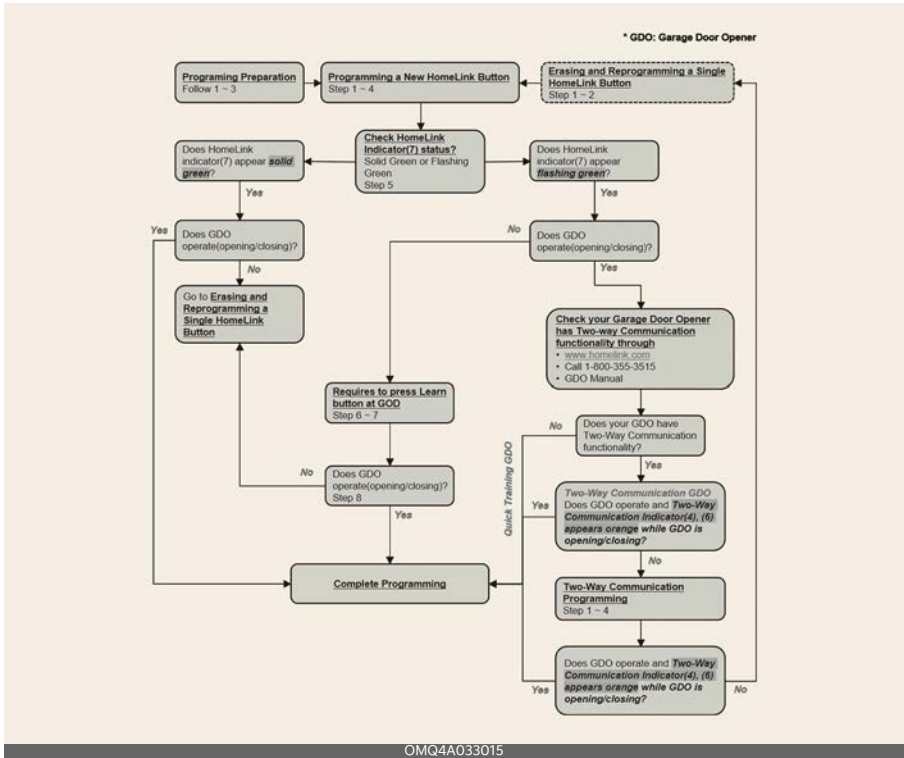 * GDO: Garage Door Opener
Programing Preparation
Follow 1 ~ 3
Programming a New HomeLink Button
Step 1 ~ 4
Erasing and Reprogramming a Single
HomeLink Button
Step 1 ~ 2
Check HomeLink
Indicator(7) status?
Solid Green or Flashing
Green
Step 5
Does HomeLink
indicator(7) appear solid
green?
Does HomeLink
indicator(7) appear
flashing green?
Yes
Yes
Yes
Does GDO
operate(opening/closing)?
No
No
Does GDO
operate(opening/closing)?
Yes
Go to Erasing and
Reprogramming a
Single HomeLink
Button
Check your Garage Door Opener
has Two-way Communication
functionality through
• www.homelink.com
• Call 1-800-355-3515
• GDO Manual
Requires to press Learn
button at GOD
Step 6 ~ 7
No
Does your GDO have
Two-Way Communication
functionality?
Yes
No
Does GDO
operate(opening/closing)?
Step 8
Yes
Quick Training GDO
Yes
Two-Way Communication GDO
Does GDO operate and Two-Way
Communication Indicator(4), (6)
appears orange while GDO is
opening/closing?
No
Complete Programming
Two-Way Communication
Programming
Step 1 ~ 4
Does GDO operate and Two-Way
Communication Indicator(4), (6)
appears orange while GDO is
opening/closing?
Yes
No
OMQ4A033015